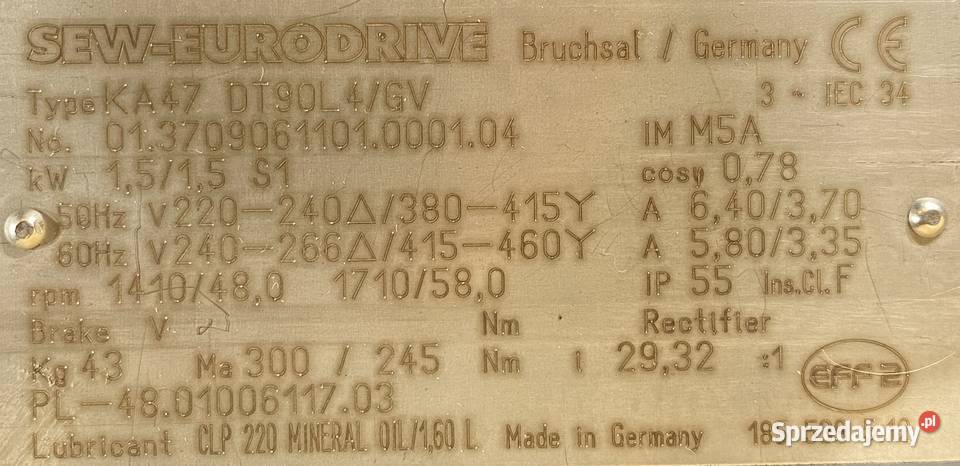 SEW-EURODRIVE Bruchsal / Germany CE
Type KA47 DT90L4/GV 3~ IEC 34
No. 01.3709061101.0001.04 IM M5A
kW 1,5/1,5 S1 cosφ 0,78
50Hz V 220-240Δ/380-415Y A 6,40/3,70
60Hz V 240-266Δ/415-460Y A 5,80/3,35
rpm 1410/48,0 1710/58,0 IP 55 Ins.Cl. F
Brake V Nm Rectifier
Kg 43 Ma 300 / 245 Nm i 29,32 :1 EFF2
PL-48.01006117.03
Lubricant CLP 220 MINERAL OIL/1,60 L Made in Germany
Sprzedajemy.pl